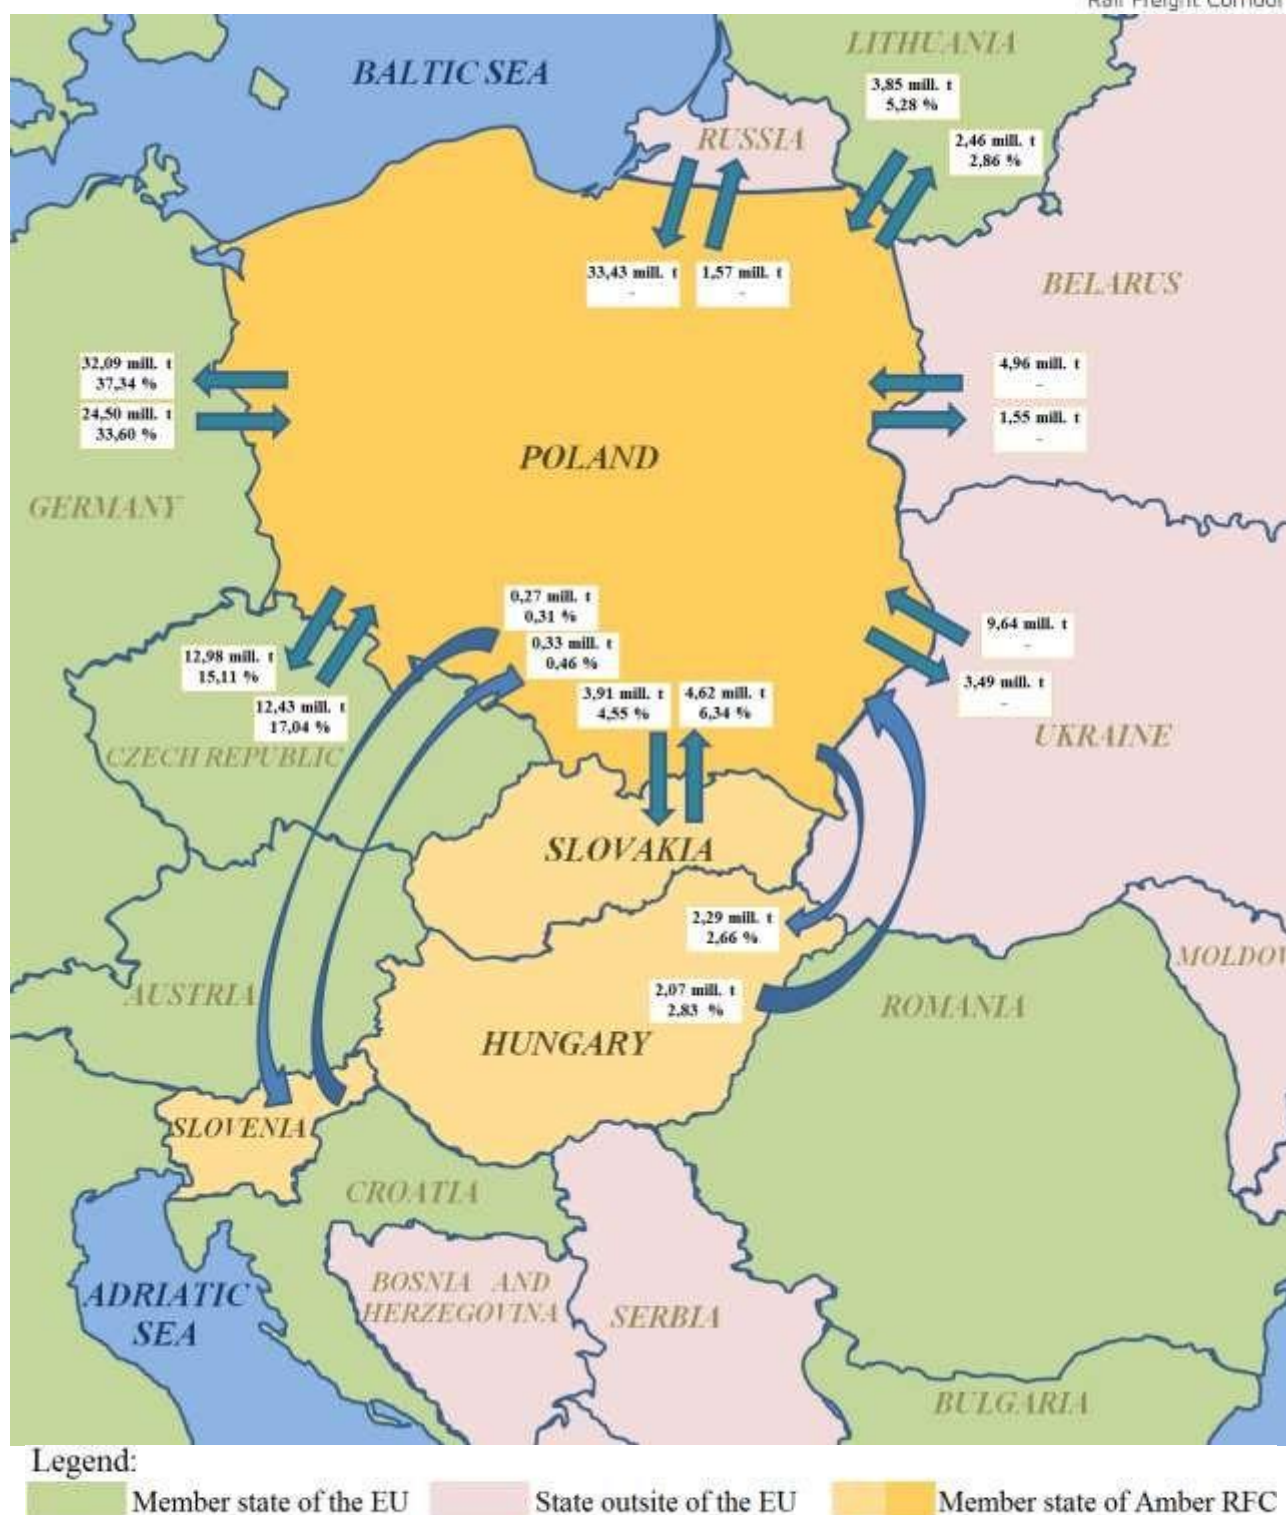 Rail Freight Corridor
LITHUANIA
BALTIC SEA
3,85 mill. t
5,28 %
RUSSIA
2,46 mill. t
2,86 %
33,43 mill. t
-
1,57 mill. t
-
BELARUS
32,09 mill. t
37,34 %
4,96 mill. t
-
24,50 mill. t
33,60 %
1,55 mill. t
-
POLAND
GERMANY
0,27 mill. t
0,31 %
9,64 mill. t
-
0,33 mill. t
0,46 %
12,98 mill. t
15,11 %
3,91 mill. t
4,55 %
4,62 mill. t
6,34 %
3,49 mill. t
-
12,43 mill. t
17,04 %
UKRAINE
CZECH REPUBLIC
SLOVAKIA
2,29 mill. t
2,66 %
MOLDOV
AUSTRIA
2,07 mill. t
2,83 %
ROMANIA
HUNGARY
SLOVENIA
CROATIA
ADRIATIC
SEA
BOSNIA AND
HERZEGOVINA
SERBIA
BULGARIA
Legend:
Member state of the EU
State outsite of the EU
Member state of Amber RFC